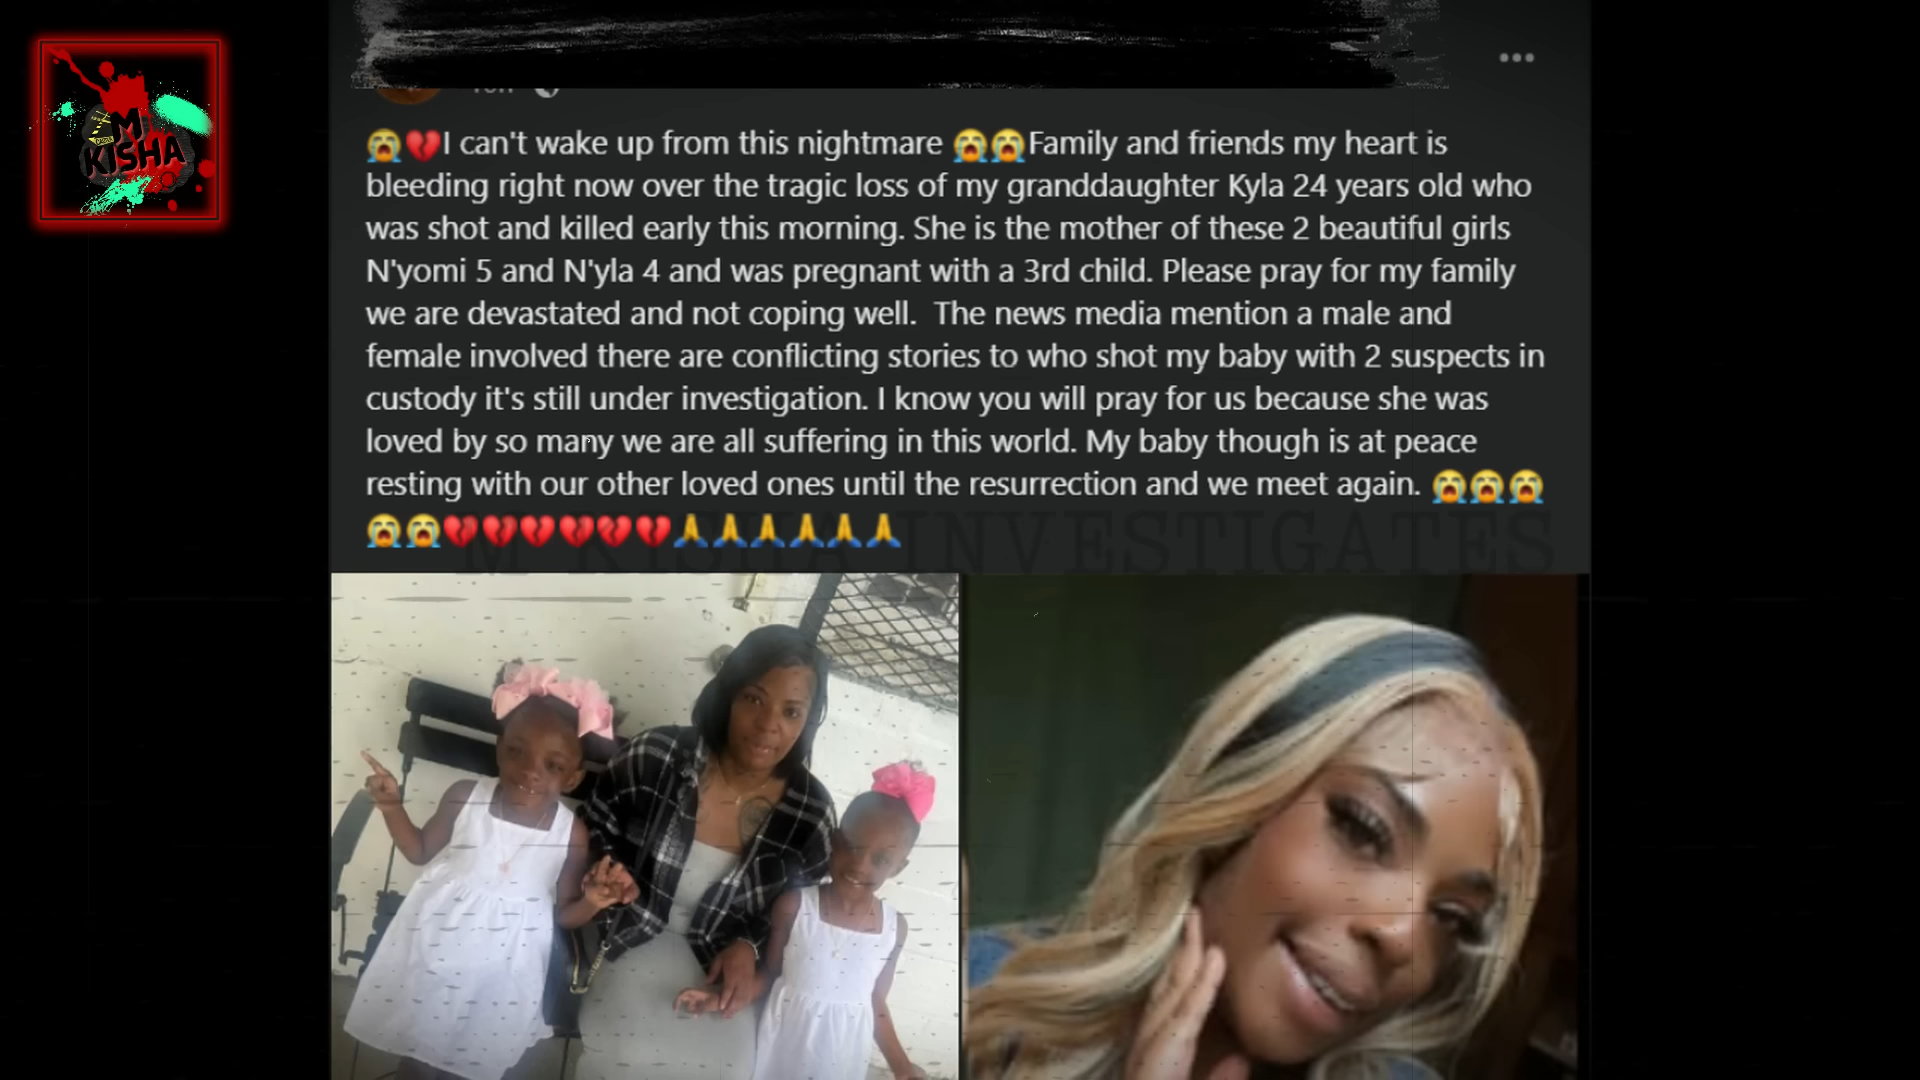 M
KISHA
😭💔I can't wake up from this nightmare 😭😭Family and friends my heart is
bleeding right now over the tragic loss of my granddaughter Kyla 24 years old who
was shot and killed early this morning. She is the mother of these 2 beautiful girls
N'yomi 5 and N'yla 4 and was pregnant with a 3rd child. Please pray for my family
we are devastated and not coping well.  The news media mention a male and
female involved there are conflicting stories to who shot my baby with 2 suspects in
custody it's still under investigation. I know you will pray for us because she was
loved by so many we are all suffering in this world. My baby though is at peace
resting with our other loved ones until the resurrection and we meet again. 😭😭😭
😭😭💔💔💔💔💔💔🙏🙏🙏🙏🙏🙏
M KISHA INVESTIGATES